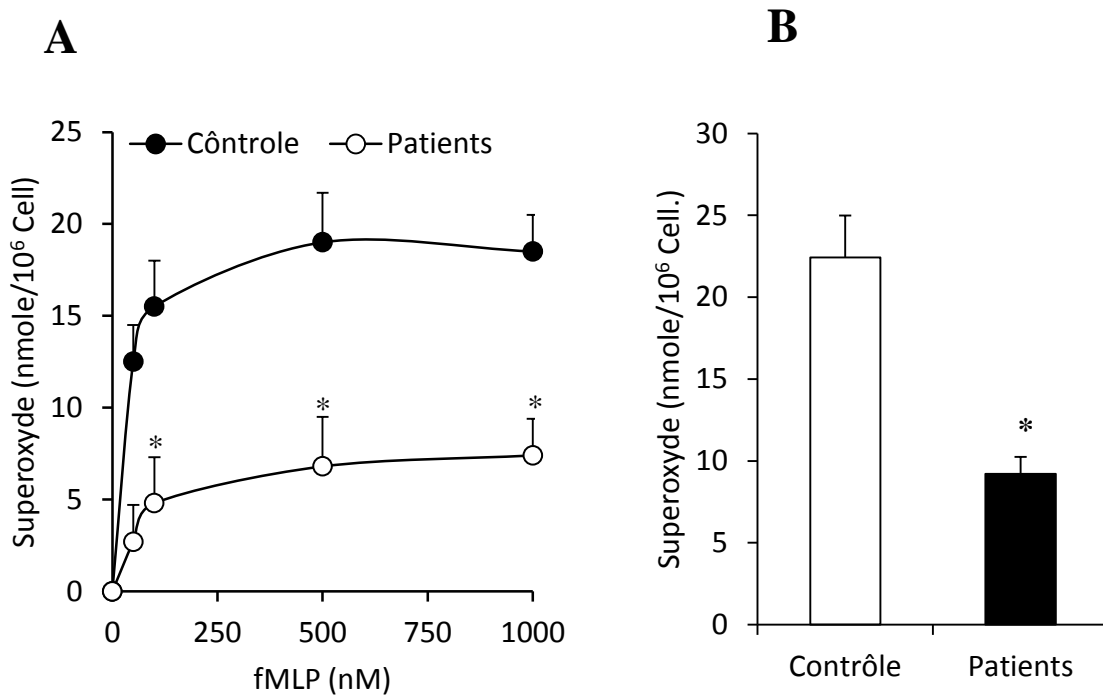 A
Superoxyde (nmole/10⁶ Cell)
25
20
15
10
5
0
Côntrole
Patients
*
*
*
0
250
500
750
1000
fMLP (nM)
B
Superoxyde (nmole/10⁶ Cell.)
30
25
20
15
10
5
0
*
Contrôle
Patients